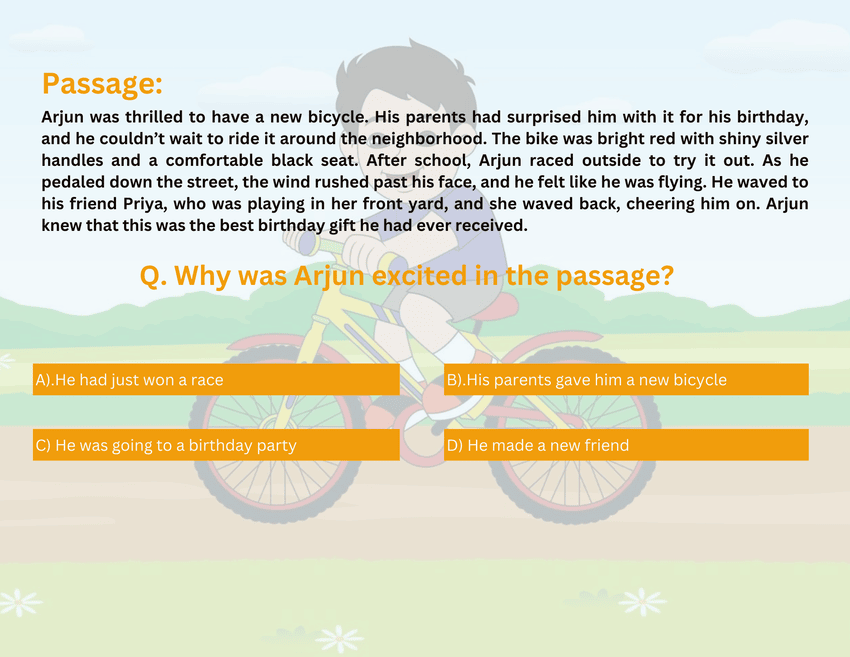 Passage:
Arjun was thrilled to have a new bicycle. His parents had surprised him with it for his birthday,
and he couldn’t wait to ride it around the neighborhood. The bike was bright red with shiny silver
handles and a comfortable black seat. After school, Arjun raced outside to try it out. As he
pedaled down the street, the wind rushed past his face, and he felt like he was flying. He waved to
his friend Priya, who was playing in her front yard, and she waved back, cheering him on. Arjun
knew that this was the best birthday gift he had ever received.
Q. Why was Arjun excited in the passage?
A).He had just won a race
B).His parents gave him a new bicycle
C) He was going to a birthday party
D) He made a new friend